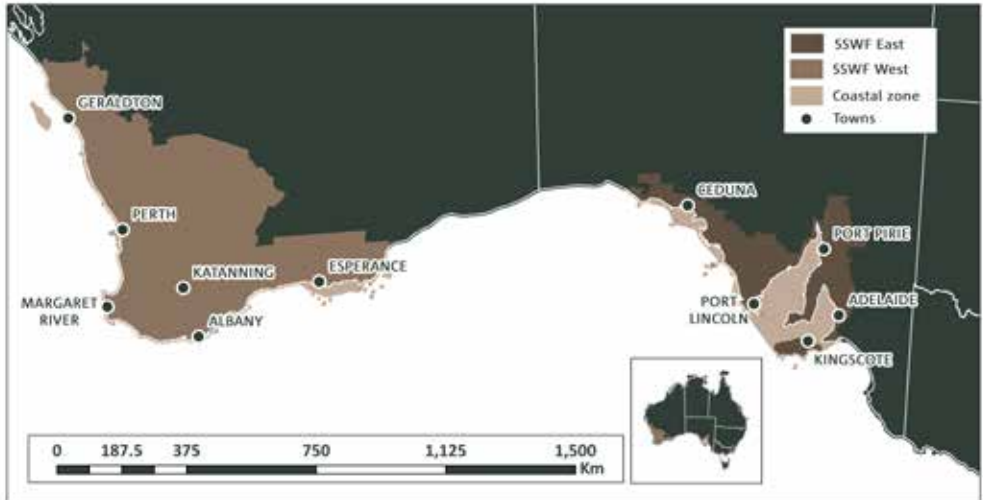 SSWF East
SSWF West
Coastal zone
Towns
GERALDTON
CEDUNA
PERTH
PORT PIRIE
KATANNING
ESPERANCE
MARGARET
RIVER
PORT
LINCOLN
ADELAIDE
ALBANY
KINGSCOTE
0 187.5 375 750 1,125 1,500
Km